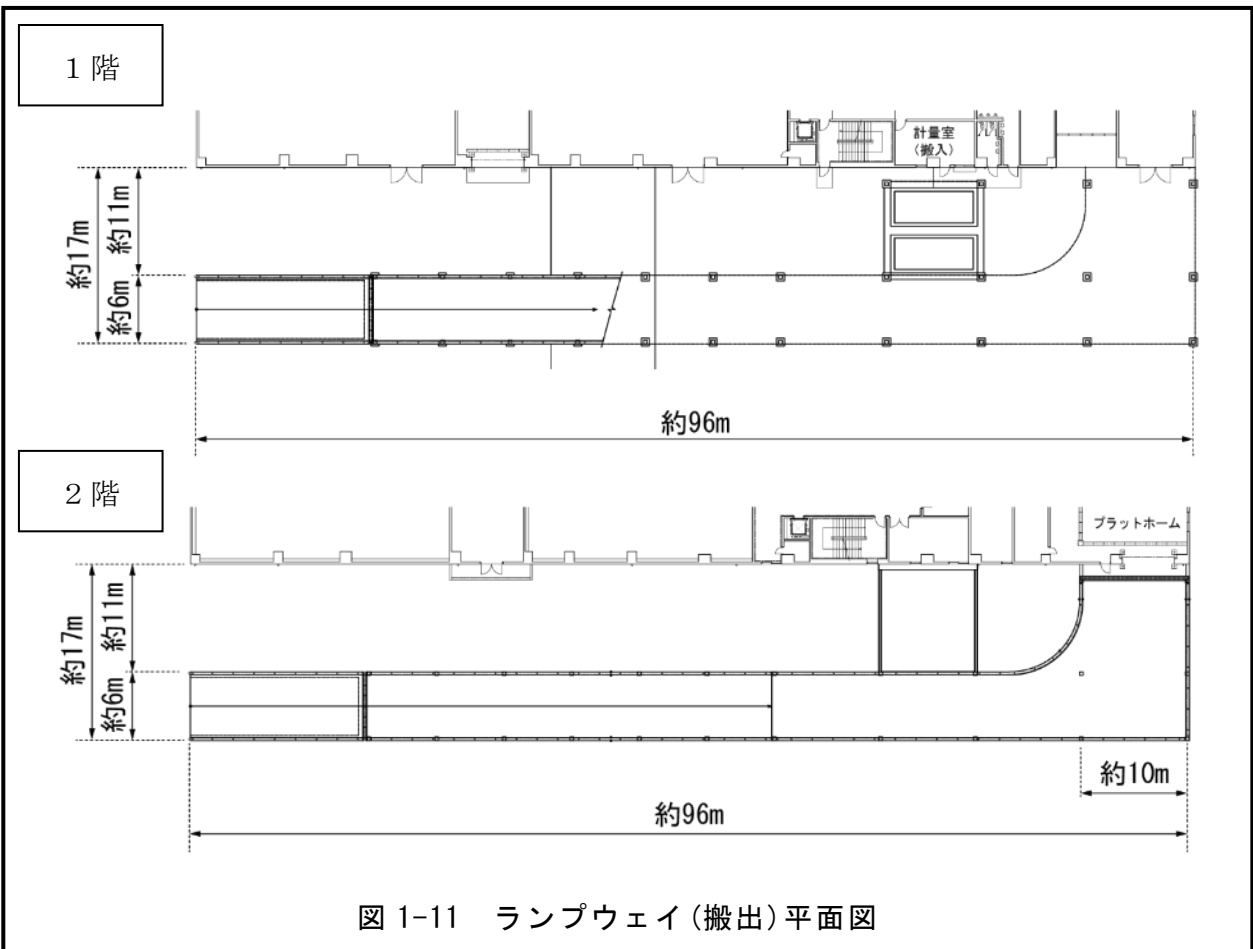 1階
計量室
(搬入)
約17m
約11m
約6m
約96m
2階
プラットホーム
約17m
約11m
約6m
約10m
約96m
図 1-11 ランプウェイ(搬出)平面図